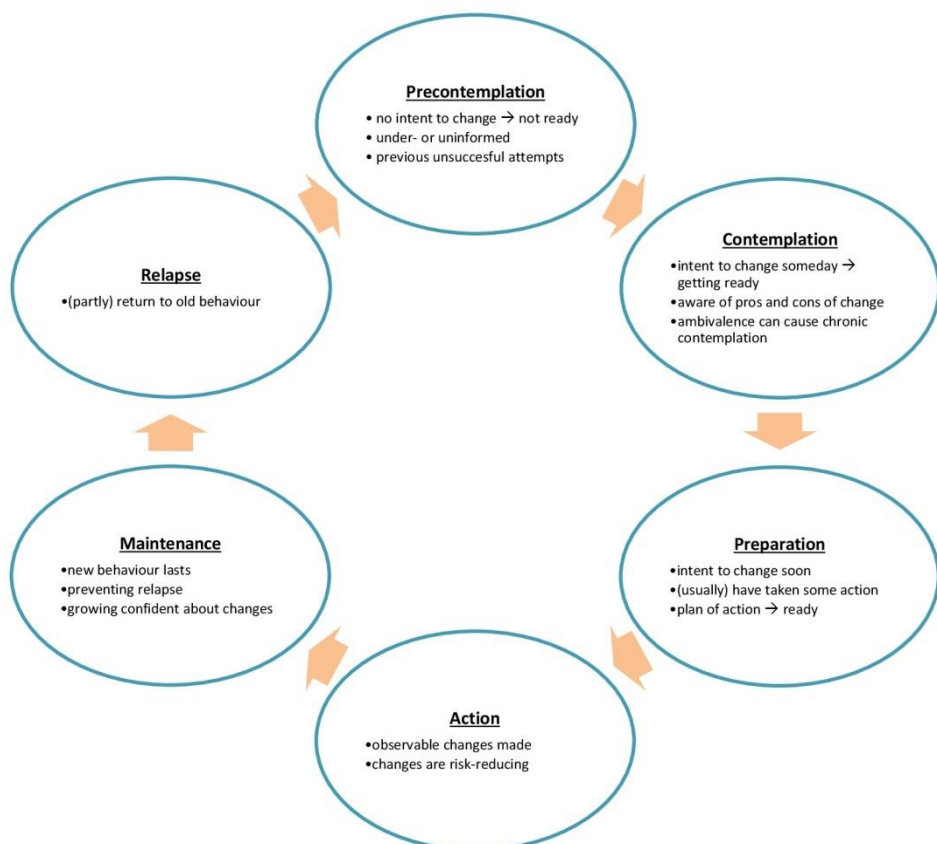 Precontemplation
• no intent to change → not ready
• under- or uninformed
• previous unsuccesful attempts
Contemplation
•intent to change someday →
getting ready
•aware of pros and cons of change
•ambivalence can cause chronic
contemplation
Preparation
•intent to change soon
•(usually) have taken some action
•plan of action → ready
Action
•observable changes made
•changes are risk-reducing
Maintenance
•new behaviour lasts
•preventing relapse
•growing confident about changes
Relapse
•(partly) return to old behaviour